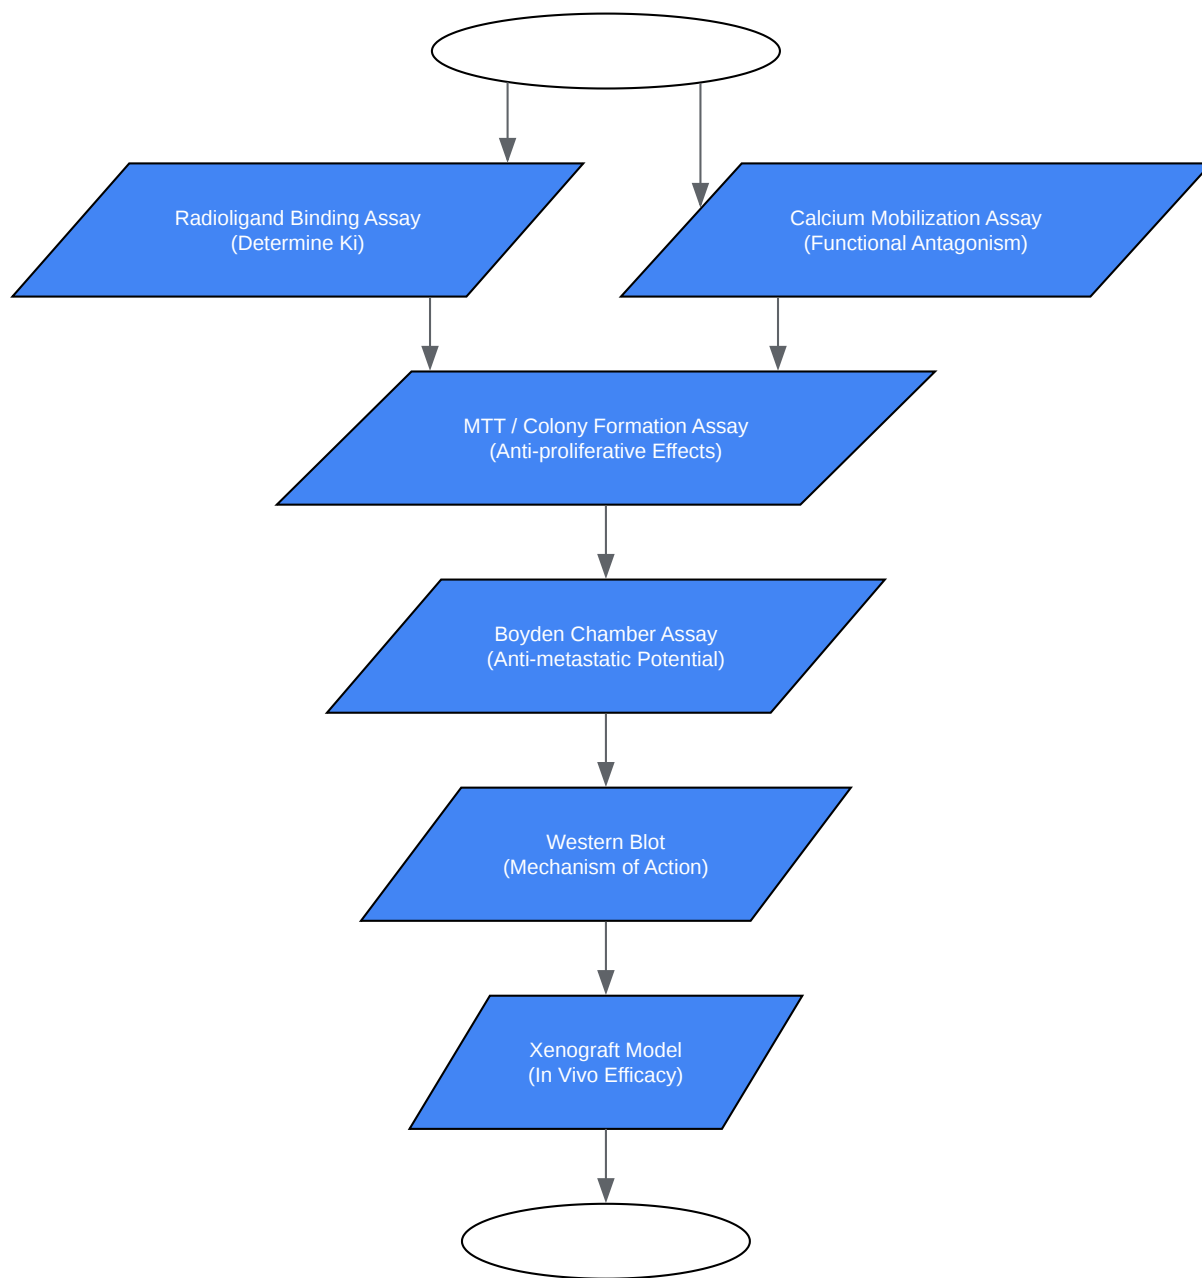 Radioligand Binding Assay
(Determine Ki)
Calcium Mobilization Assay
(Functional Antagonism)
MTT / Colony Formation Assay
(Anti-proliferative Effects)
Boyden Chamber Assay
(Anti-metastatic Potential)
Western Blot
(Mechanism of Action)
Xenograft Model
(In Vivo Efficacy)